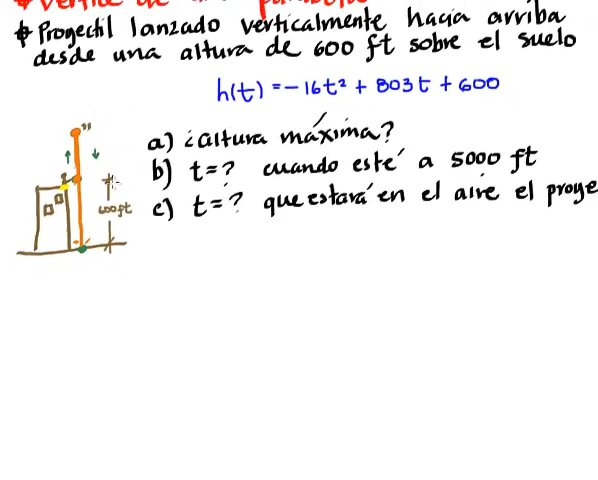 Proyectil lanzado verticalmente hacia arriba
desde una altura de 600 ft sobre el suelo
h(t) = -16t² + 803t + 600
a) ¿altura máxima?
b) t=? cuando esté a 5000 ft
c) t=? que estará en el aire el proye
600 ft